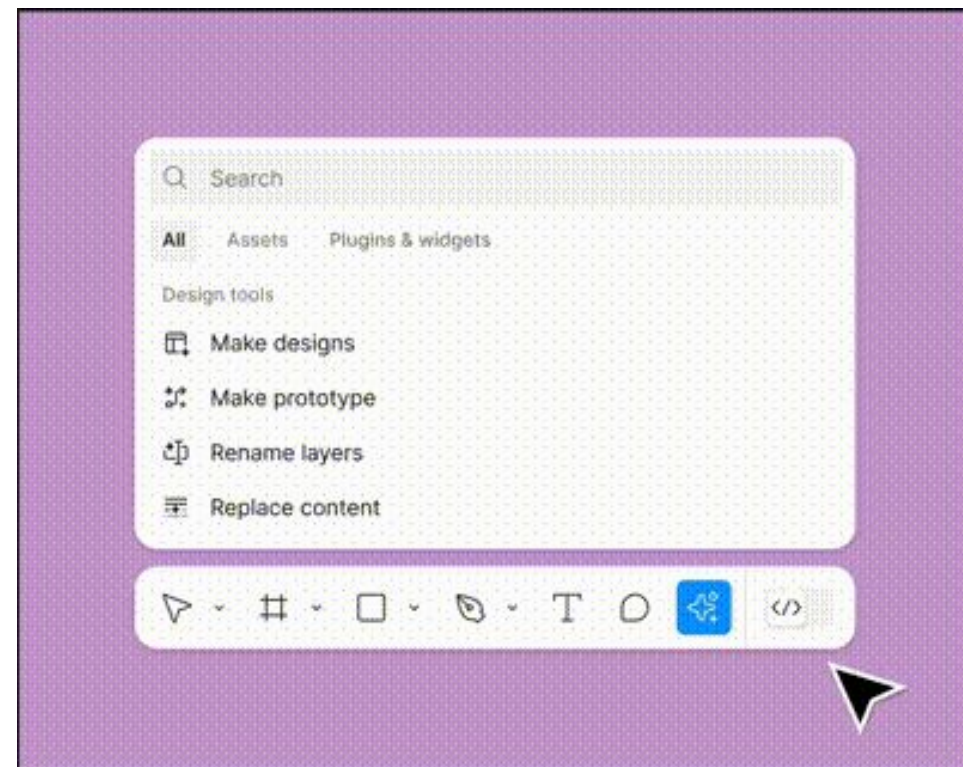 Search
All Assets Plugins & widgets
Design tools
Make designs
Make prototype
Rename layers
Replace content